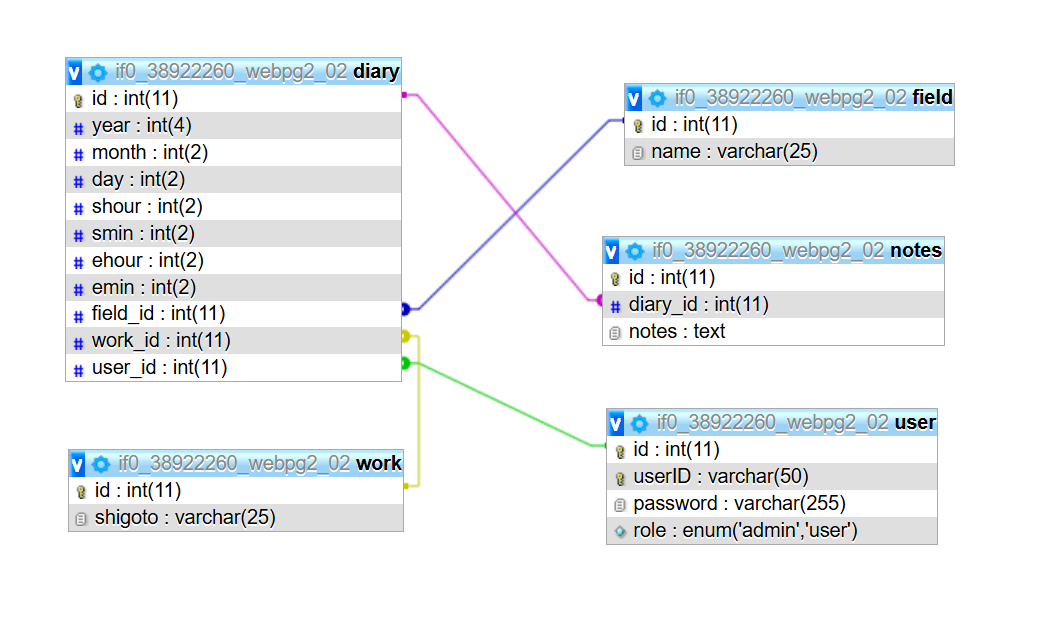 if0_38922260_webpg2_02 diary
id : int(11)
year : int(4)
month : int(2)
day : int(2)
shour : int(2)
smin : int(2)
ehour : int(2)
emin : int(2)
field_id : int(11)
work_id : int(11)
user_id : int(11)
if0_38922260_webpg2_02 work
id : int(11)
shigoto : varchar(25)
if0_38922260_webpg2_02 field
id : int(11)
name : varchar(25)
if0_38922260_webpg2_02 notes
id : int(11)
diary_id : int(11)
notes : text
if0_38922260_webpg2_02 user
id : int(11)
userID : varchar(50)
password : varchar(255)
role : enum('admin','user')